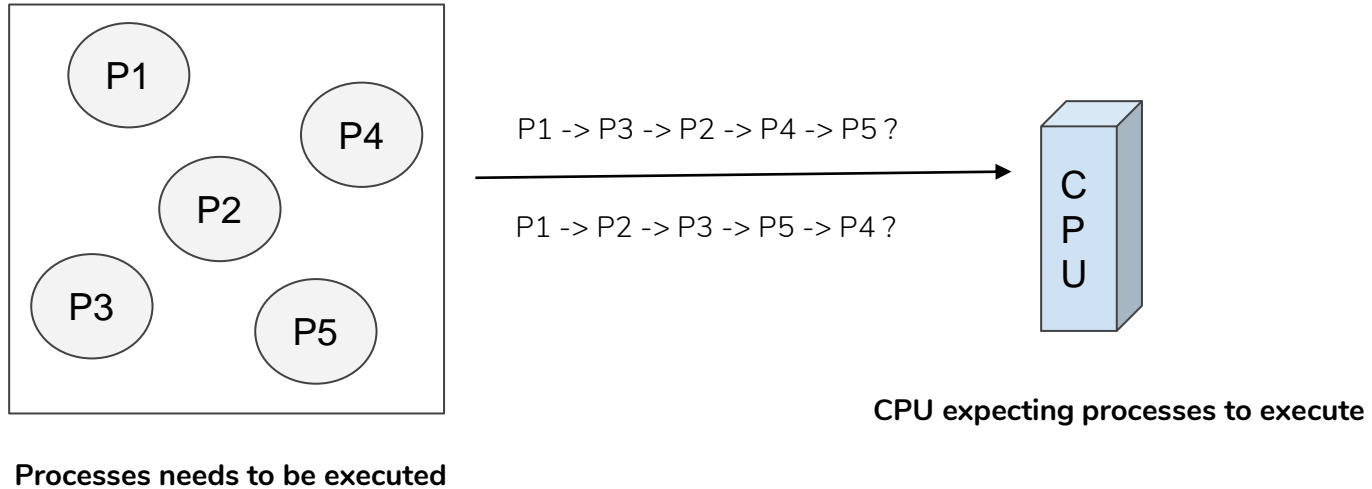 P1
P4
P2
P3
P5
P1 -> P3 -> P2 -> P4 -> P5 ?
P1 -> P2 -> P3 -> P5 -> P4 ?
C
P
U
CPU expecting processes to execute
Processes needs to be executed